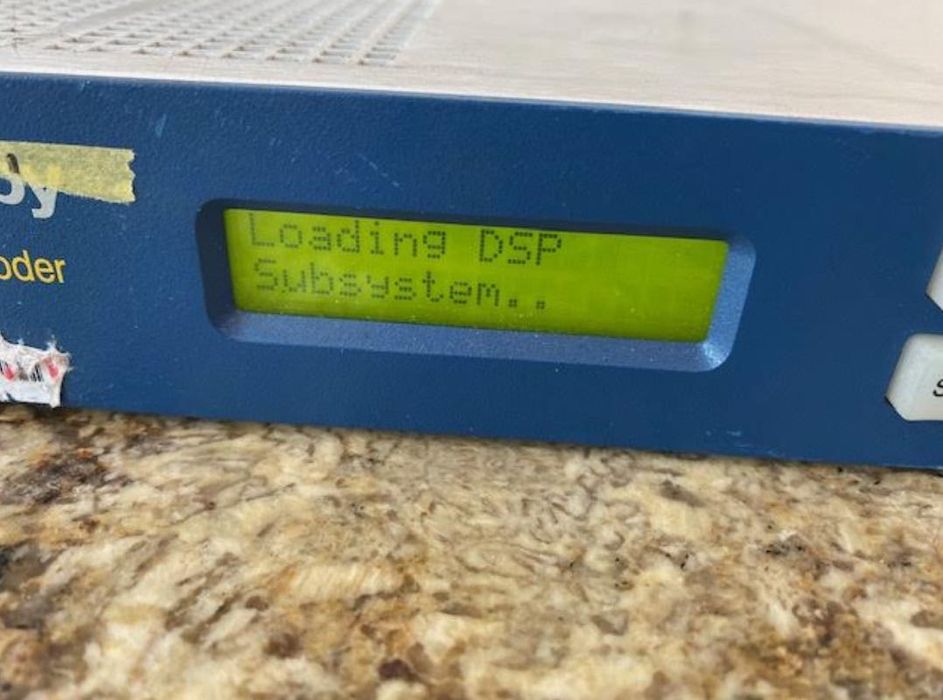 Loading DSP
Subsystem..
oder